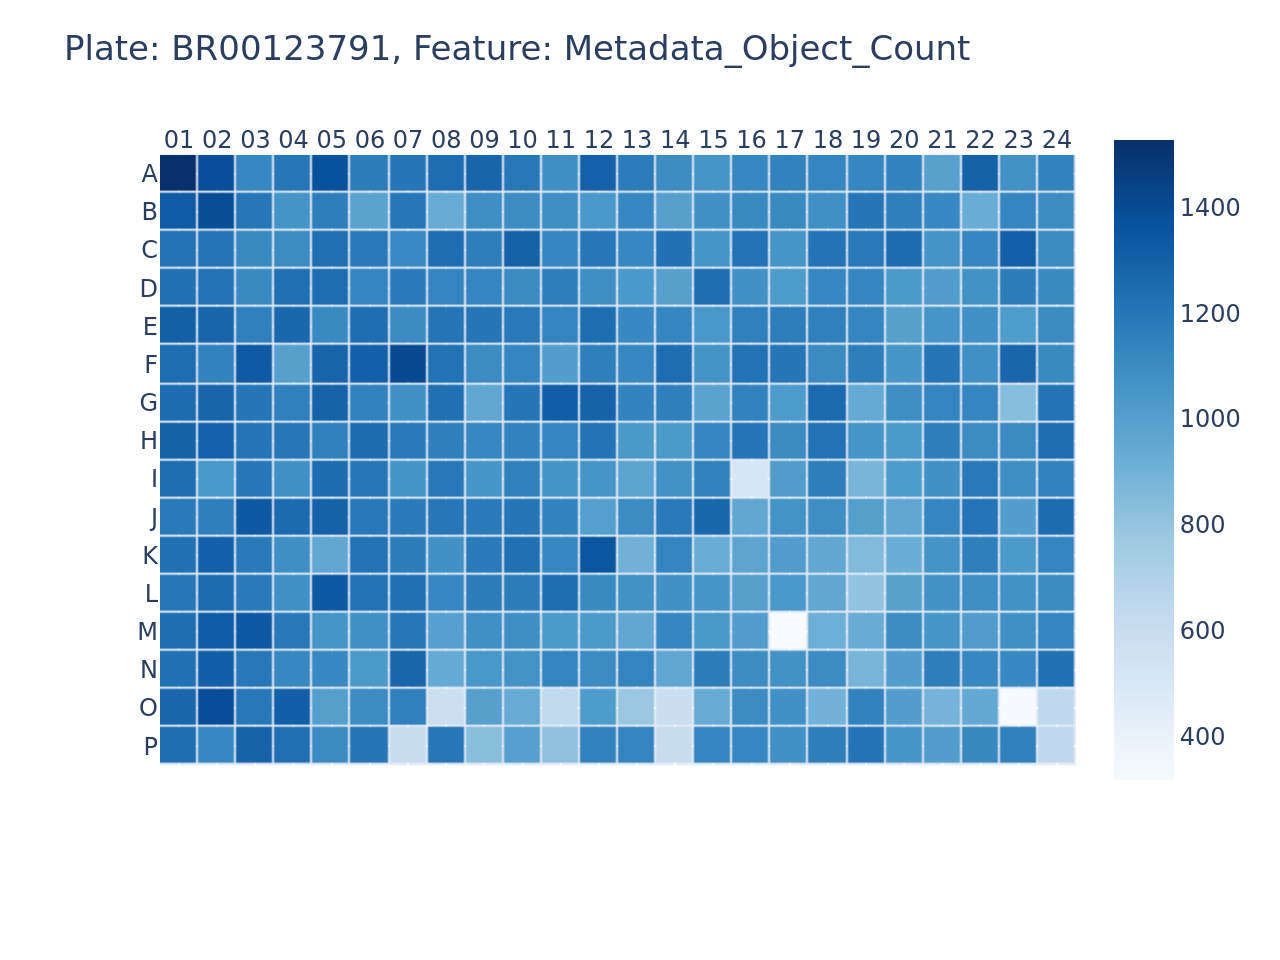 Plate: BR00123791, Feature: Metadata_Object_Count
01 02 03 04 05 06 07 08 09 10 11 12 13 14 15 16 17 18 19 20 21 22 23 24
A
B
C
D
E
F
G
H
I
J
K
L
M
N
O
P
1400
1200
1000
800
600
400